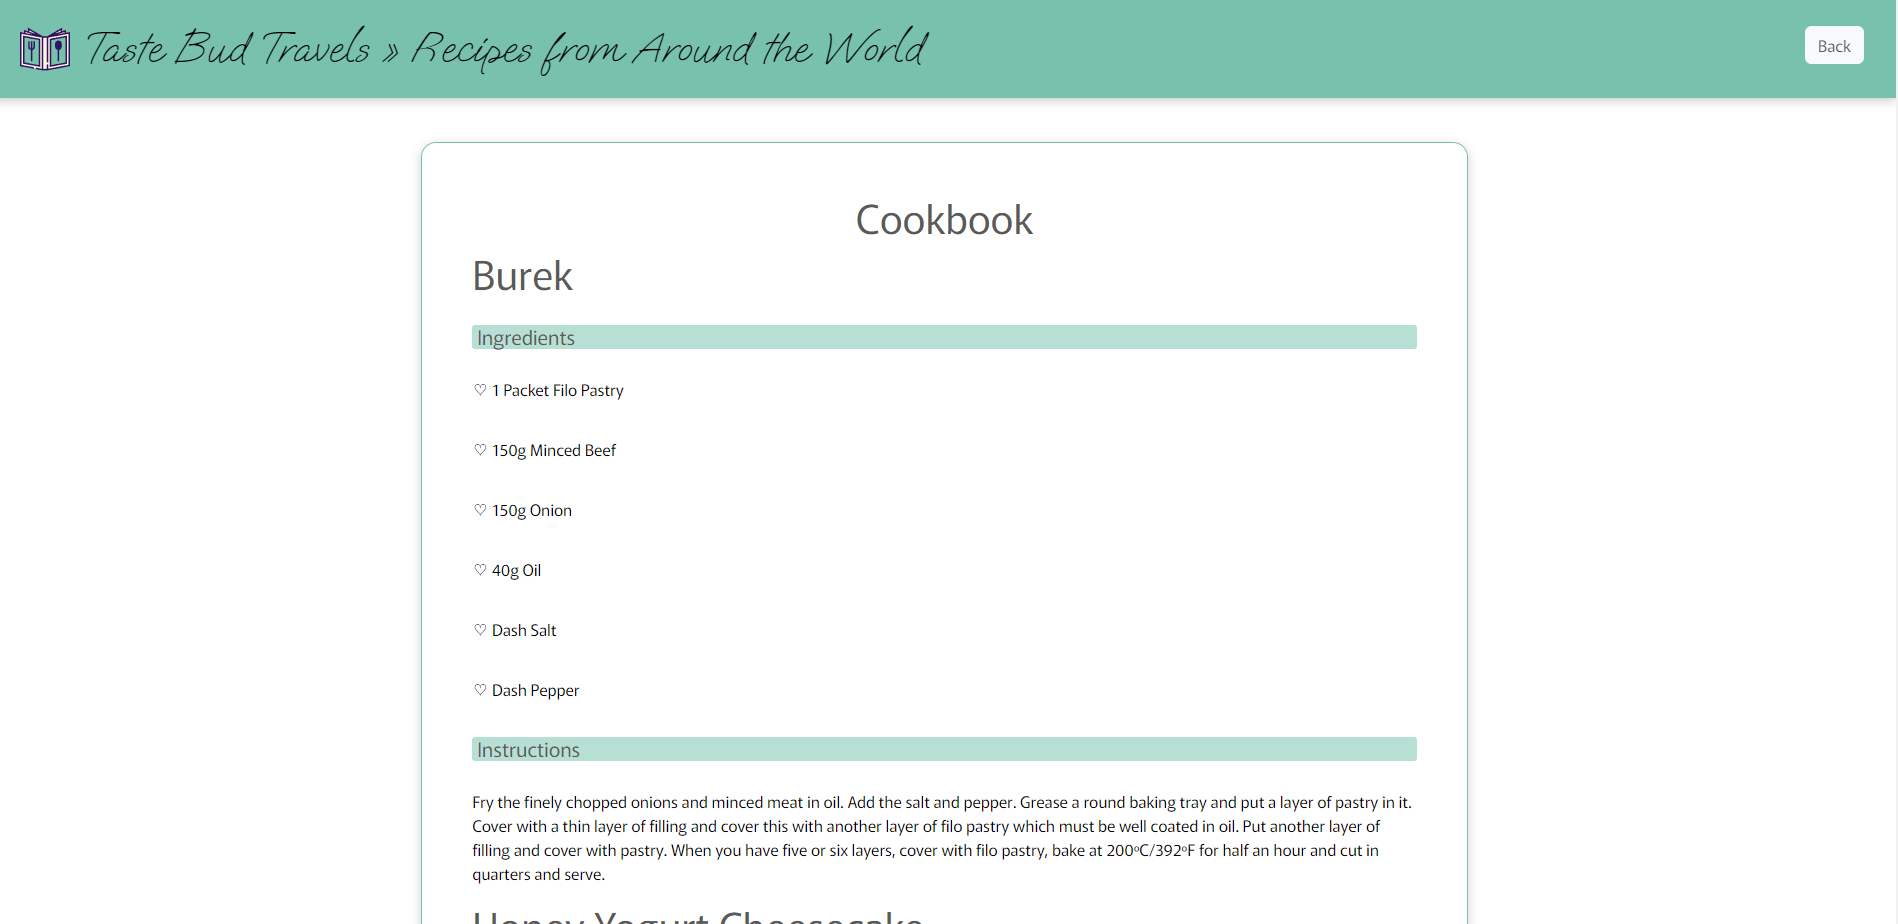 Taste Bud Travels » Recipes from Around the World
Back
Cookbook
Burek
Ingredients
♡ 1 Packet Filo Pastry
♡ 150g Minced Beef
♡ 150g Onion
♡ 40g Oil
♡ Dash Salt
♡ Dash Pepper
Instructions
Fry the finely chopped onions and minced meat in oil. Add the salt and pepper. Grease a round baking tray and put a layer of pastry in it.
Cover with a thin layer of filling and cover this with another layer of filo pastry which must be well coated in oil. Put another layer of
filling and cover with pastry. When you have five or six layers, cover with filo pastry, bake at 200ºC/392ºF for half an hour and cut in
quarters and serve.
Honey Yogurt Cheesecake